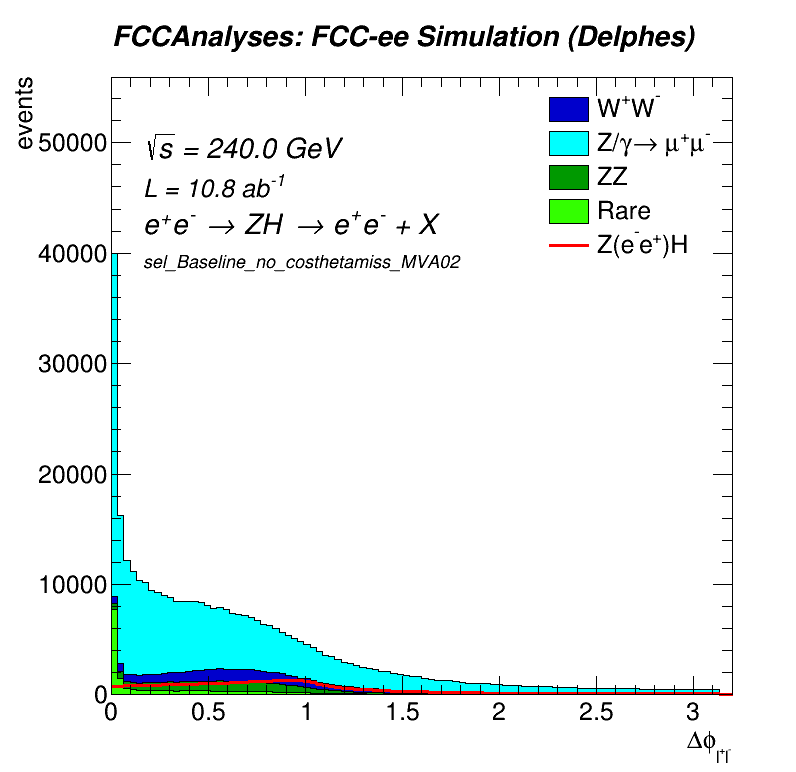 FCCAnalyses: FCC-ee Simulation (Delphes)
events
50000
40000
30000
20000
10000
0
√s = 240.0 GeV
L = 10.8 ab⁻¹
e⁺e⁻ → ZH → e⁺e⁻ + X
sel_Baseline_no_costhetamiss_MVA02
W⁺W⁻
Z/γ→ μ⁺μ⁻
ZZ
Rare
Z(e⁻e⁺)H
0 0.5 1 1.5 2 2.5 3
Δϕ_l⁺l⁻